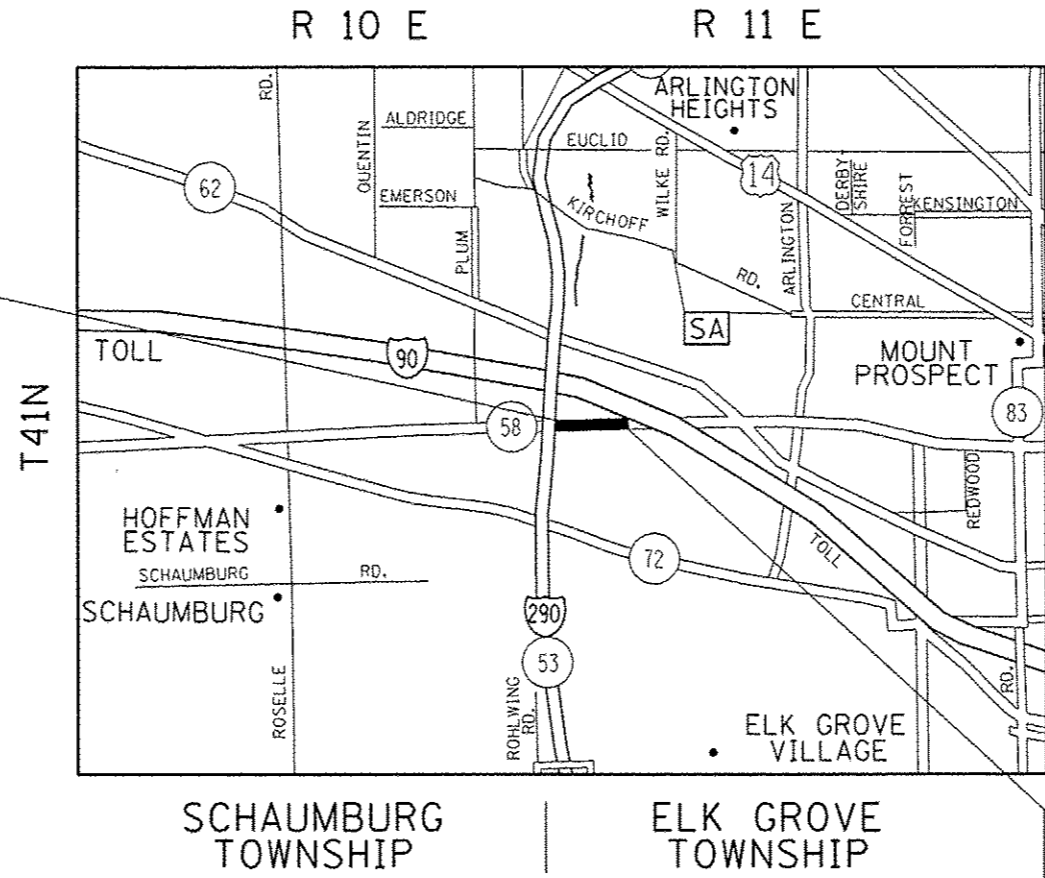 R 10 E
R 11 E
RD.
ALDRIDGE
QUENTIN
EMERSON
PLUM
62
EUCLID
WILKE RD.
KIRCHOFF
RD.
ARLINGTON
HEIGHTS
14
ARLINGTON
DERBY-
SHIRE
FORREST
KENSINGTON
CENTRAL
SA
MOUNT
PROSPECT
83
TOLL
90
T41N
58
REDWOOD
HOFFMAN
ESTATES
SCHAUMBURG
RD.
SCHAUMBURG
72
TOLL
290
53
ROSELLE
ROHLWING
RD.
RD.
ELK GROVE
VILLAGE
SCHAUMBURG
TOWNSHIP
ELK GROVE
TOWNSHIP